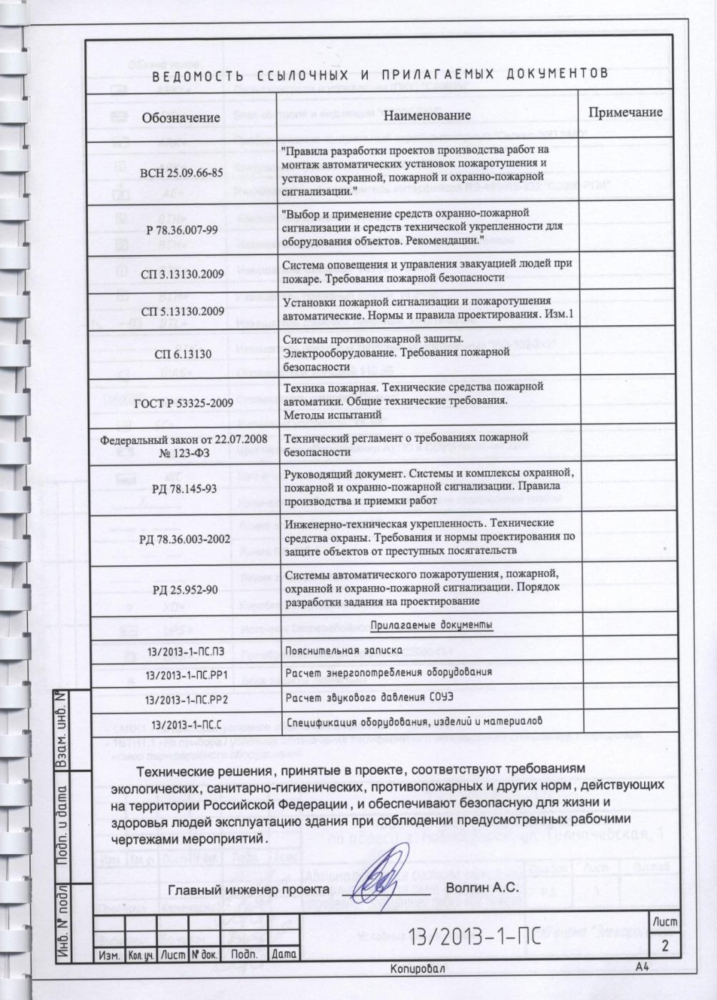 ВЕДОМОСТЬ ССЫЛОЧНЫХ И ПРИЛАГАЕМЫХ ДОКУМЕНТОВ
Обозначение
Наименование
Примечание
ВСН 25.09.66-85
"Правила разработки проектов производства работ на
монтаж автоматических установок пожаротушения и
установок охранной, пожарной и охранно-пожарной
сигнализации."
Р 78.36.007-99
"Выбор и применение средств охранно-пожарной
сигнализации и средств технической укрепленности для
оборудования объектов. Рекомендации."
СП 3.13130.2009
Система оповещения и управления эвакуацией людей при
пожаре. Требования пожарной безопасности
СП 5.13130.2009
Установки пожарной сигнализации и пожаротушения
автоматические. Нормы и правила проектирования. Изм.1
СП 6.13130
Системы противопожарной защиты.
Электрооборудование. Требования пожарной
безопасности
ГОСТ Р 53325-2009
Техника пожарная. Технические средства пожарной
автоматики. Общие технические требования.
Методы испытаний
Федеральный закон от 22.07.2008
№ 123-ФЗ
Технический регламент о требованиях пожарной
безопасности
РД 78.145-93
Руководящий документ. Системы и комплексы охранной,
пожарной и охранно-пожарной сигнализации. Правила
производства и приемки работ
РД 78.36.003-2002
Инженерно-техническая укрепленность. Технические
средства охраны. Требования и нормы проектирования по
защите объектов от преступных посягательств
РД 25.952-90
Системы автоматического пожаротушения, пожарной,
охранной и охранно-пожарной сигнализации. Порядок
разработки задания на проектирование
Прилагаемые документы
13/2013-1-ПС.ПЗ
Пояснительная записка
13/2013-1-ПС.РР1
Расчет энергопотребления оборудования
13/2013-1-ПС.РР2
Расчет звукового давления СОУЭ
13/2013-1-ПС.С
Спецификация оборудования, изделий и материалов
Технические решения, принятые в проекте, соответствуют требованиям
экологических, санитарно-гигиенических, противопожарных и других норм, действующих
на территории Российской Федерации, и обеспечивают безопасную для жизни и
здоровья людей эксплуатацию здания при соблюдении предусмотренных рабочими
чертежами мероприятий.
Главный инженер проекта
Волгин А.С.
Взам. инв. №
Подп. и дата
Инв. № подл
Изм.
Кол. уч.
Лист
№ док.
Подп.
Дата
13/2013-1-ПС
Лист
2
Копировал
А4